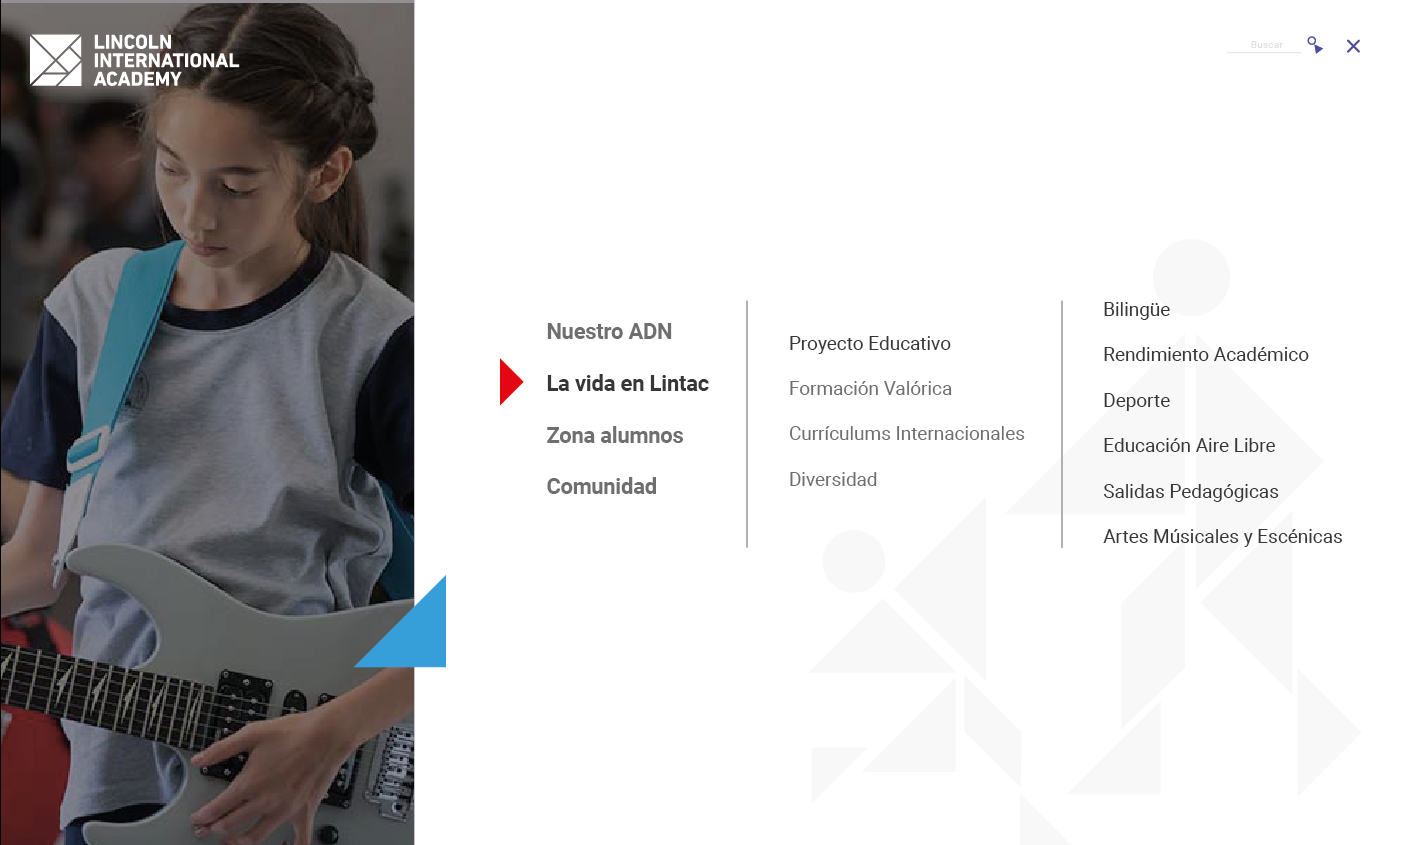 LINCOLN
INTERNATIONAL
ACADEMY
Buscar
Nuestro ADN
La vida en Lintac
Zona alumnos
Comunidad
Proyecto Educativo
Formación Valórica
Currículums Internacionales
Diversidad
Bilingüe
Rendimiento Académico
Deporte
Educación Aire Libre
Salidas Pedagógicas
Artes Músicales y Escénicas